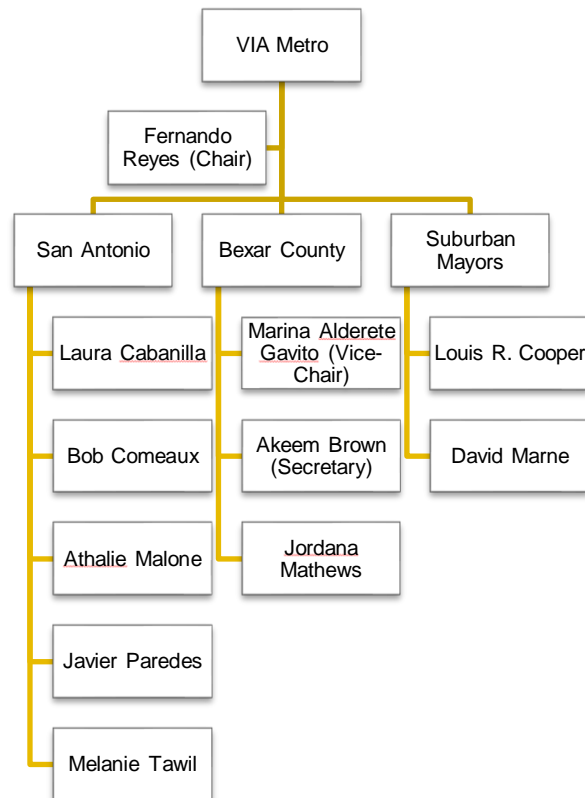 VIA Metro
Fernando
Reyes (Chair)
San Antonio
Bexar County
Suburban
Mayors
Laura Cabanilla
Marina Alderete
Gavito (Vice-
Chair)
Louis R. Cooper
Bob Comeaux
Akeem Brown
(Secretary)
David Marne
Athalie Malone
Jordana
Mathews
Javier Paredes
Melanie Tawil